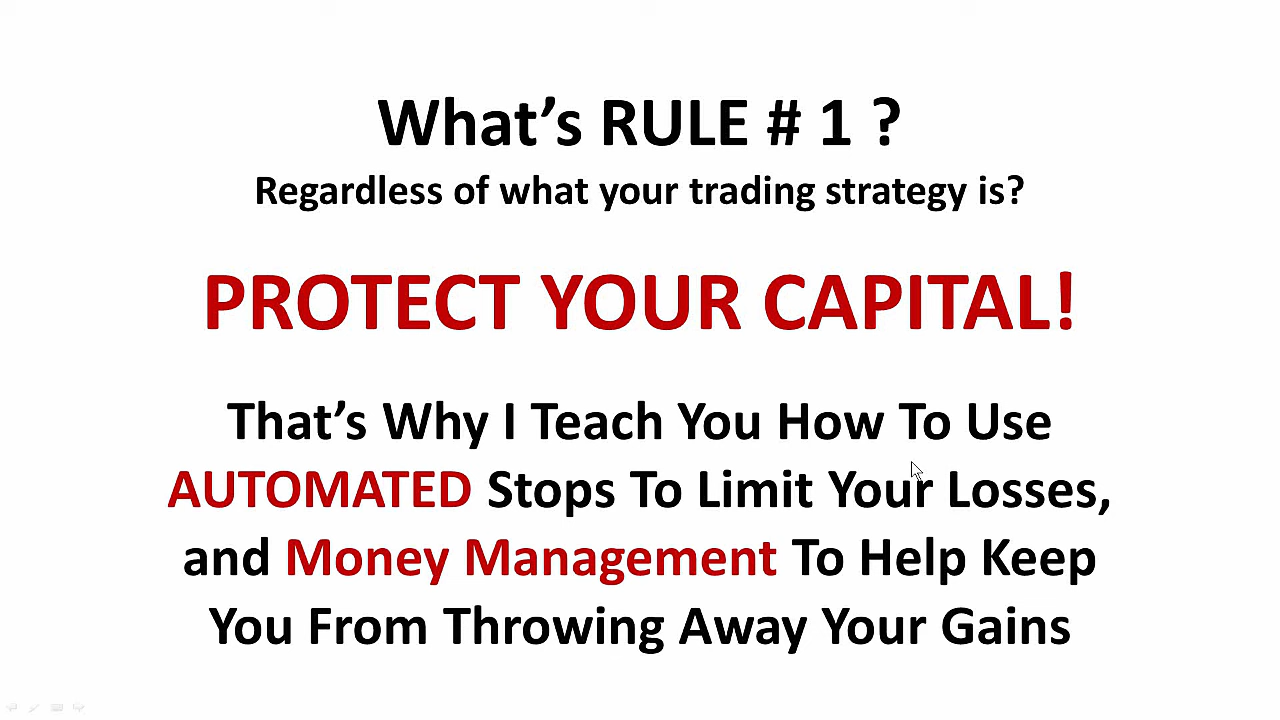 What’s RULE # 1 ?
Regardless of what your trading strategy is?
PROTECT YOUR CAPITAL!
That’s Why I Teach You How To Use
AUTOMATED Stops To Limit Your Losses,
and Money Management To Help Keep
You From Throwing Away Your Gains